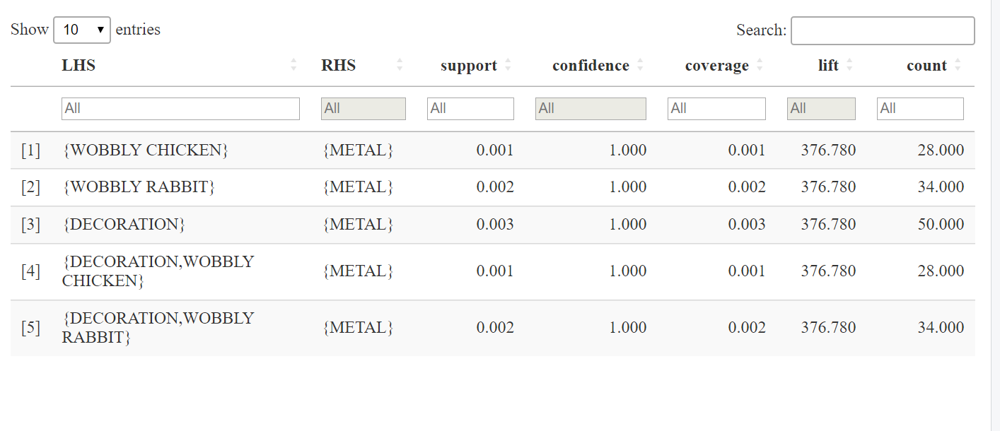 Show 10 entries Search:
LHS RHS support confidence coverage lift count
All All All All All All All
[1] {WOBBLY CHICKEN} {METAL} 0.001 1.000 0.001 376.780 28.000
[2] {WOBBLY RABBIT} {METAL} 0.002 1.000 0.002 376.780 34.000
[3] {DECORATION} {METAL} 0.003 1.000 0.003 376.780 50.000
[4] {DECORATION,WOBBLY CHICKEN} {METAL} 0.001 1.000 0.001 376.780 28.000
[5] {DECORATION,WOBBLY RABBIT} {METAL} 0.002 1.000 0.002 376.780 34.000